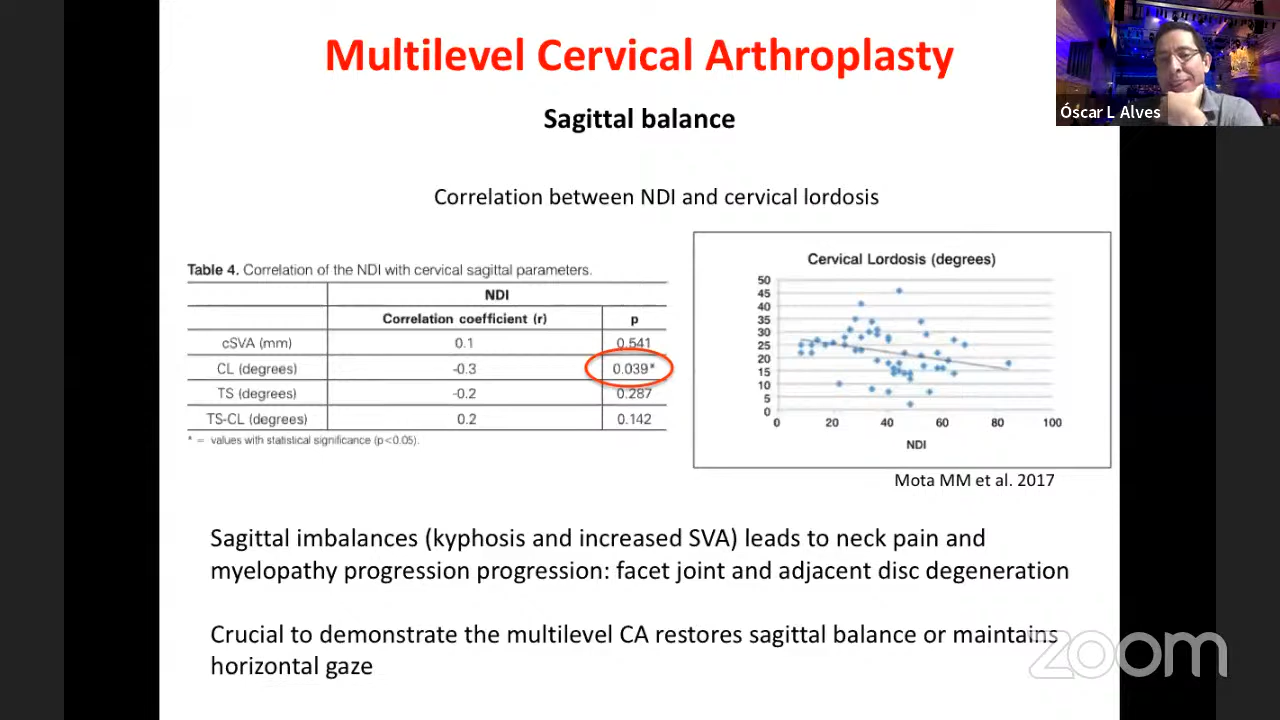 Multilevel Cervical Arthroplasty
Óscar L Alves
Sagittal balance
Correlation between NDI and cervical lordosis
Table 4. Correlation of the NDI with cervical sagittal parameters.
NDI
Correlation coefficient (r) p
cSVA (mm) 0.1 0.541
CL (degrees) -0.3 0.039*
TS (degrees) -0.2 0.287
TS-CL (degrees) 0.2 0.142
* = values with statistical significance (p<0.05).
Cervical Lordosis (degrees)
50
45
40
35
30
25
20
15
10
5
0
0 20 40 60 80 100
NDI
Mota MM et al. 2017
Sagittal imbalances (kyphosis and increased SVA) leads to neck pain and
myelopathy progression progression: facet joint and adjacent disc degeneration
Crucial to demonstrate the multilevel CA restores sagittal balance or maintains
horizontal gaze
zoom